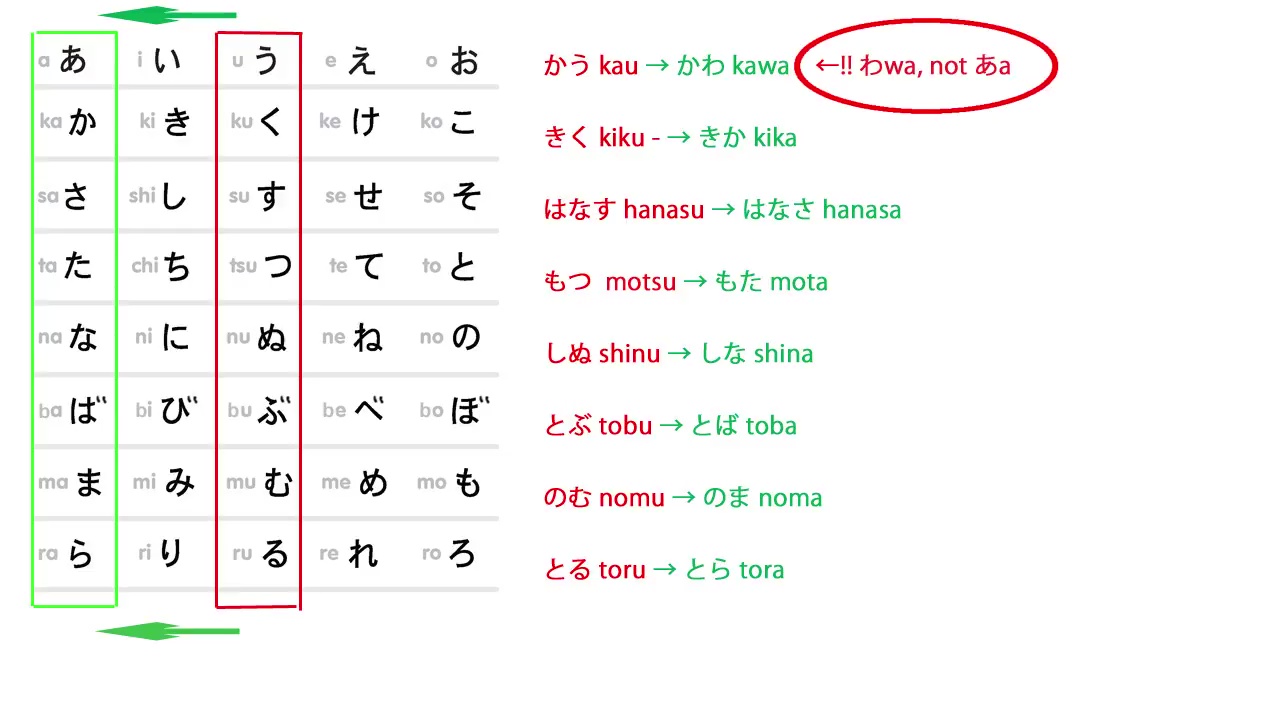 a あ i い u う e え o お
ka か ki き ku く ke け ko こ
sa さ shi し su す se せ so そ
ta た chi ち tsu つ te て to と
na な ni に nu ぬ ne ね no の
ba ば bi び bu ぶ be べ bo ぼ
ma ま mi み mu む me め mo も
ra ら ri り ru る re れ ro ろ
かう kau → かわ kawa ←!! わwa, not あa
きく kiku - → きか kika
はなす hanasu → はなさ hanasa
もつ motsu → もた mota
しぬ shinu → しな shina
とぶ tobu → とば toba
のむ nomu → のま noma
とる toru → とら tora